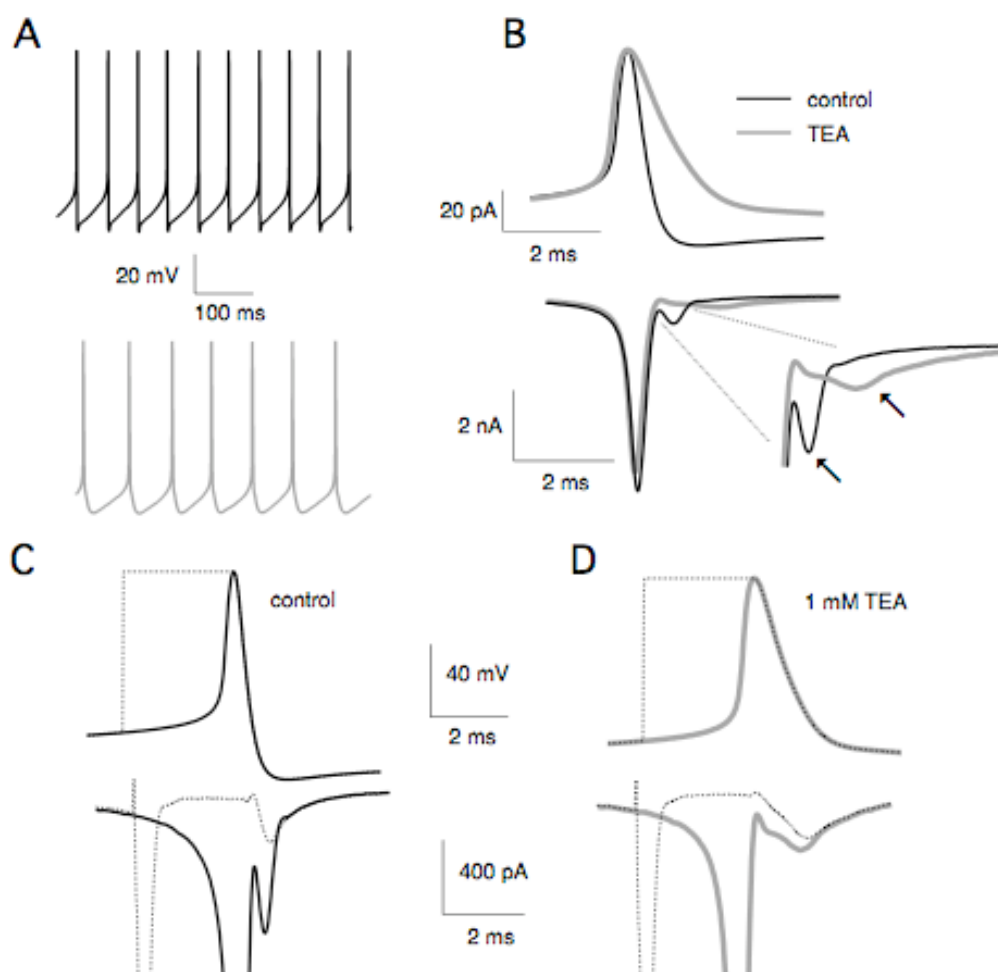 A
20 mV
100 ms
B
control
TEA
20 pA
2 ms
2 nA
2 ms
C
control
40 mV
2 ms
400 pA
2 ms
D
1 mM TEA